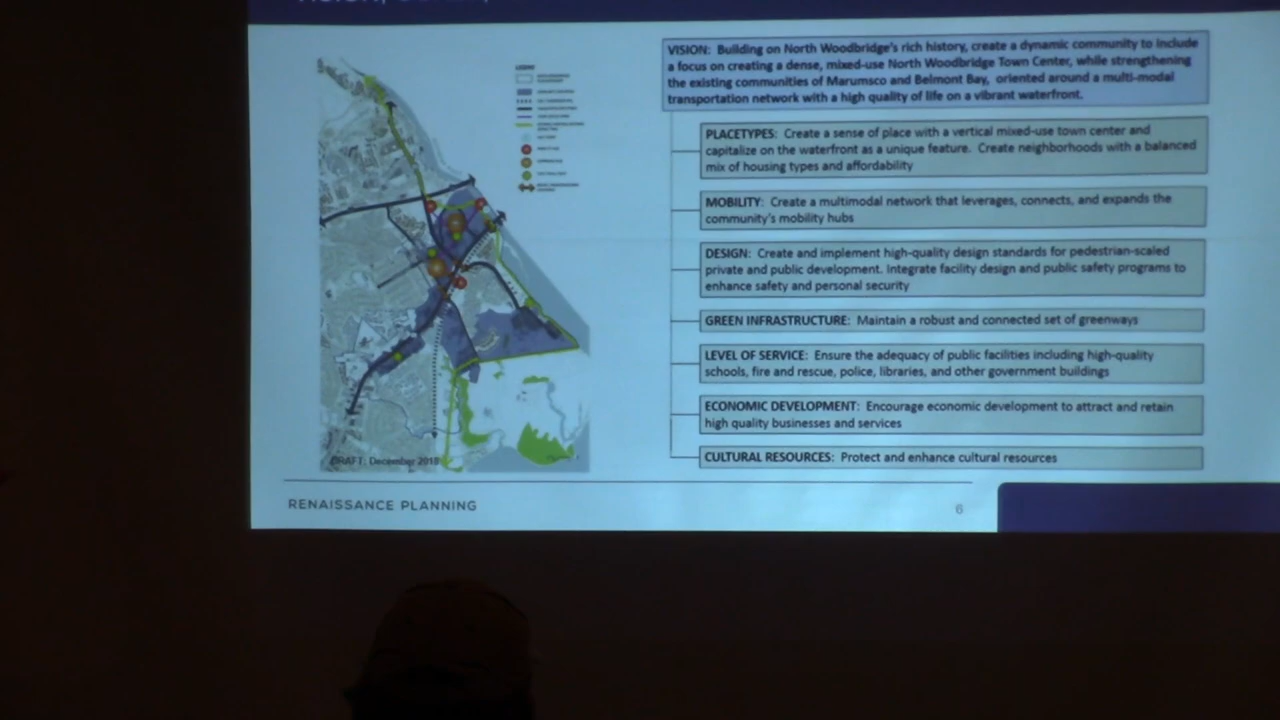 VISION,
VISION: Building on North Woodbridge's rich history, create a dynamic community to include
a focus on creating a dense, mixed-use North Woodbridge Town Center, while strengthening
the existing communities of Marumsco and Belmont Bay, oriented around a multi-modal
transportation network with a high quality of life on a vibrant waterfront.
PLACETYPES: Create a sense of place with a vertical mixed-use town center and
capitalize on the waterfront as a unique feature. Create neighborhoods with a balanced
mix of housing types and affordability
MOBILITY: Create a multimodal network that leverages, connects, and expands the
community's mobility hubs
DESIGN: Create and implement high-quality design standards for pedestrian-scaled
private and public development. Integrate facility design and public safety programs to
enhance safety and personal security
GREEN INFRASTRUCTURE: Maintain a robust and connected set of greenways
LEVEL OF SERVICE: Ensure the adequacy of public facilities including high-quality
schools, fire and rescue, police, libraries, and other government buildings
ECONOMIC DEVELOPMENT: Encourage economic development to attract and retain
high quality businesses and services
CULTURAL RESOURCES: Protect and enhance cultural resources
LEGEND
DRAFT: December 2018
RENAISSANCE PLANNING
6